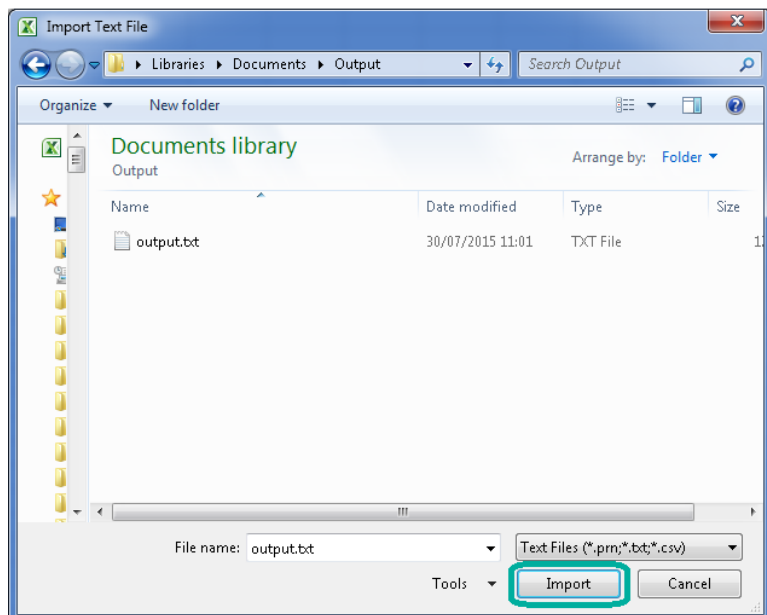 Import Text File
Libraries Documents Output
Search Output
Organize New folder
Documents library
Arrange by: Folder
Output
Name Date modified Type Size
output.txt 30/07/2015 11:01 TXT File
File name: output.txt Text Files (*.prn;*.txt;*.csv)
Tools Import Cancel